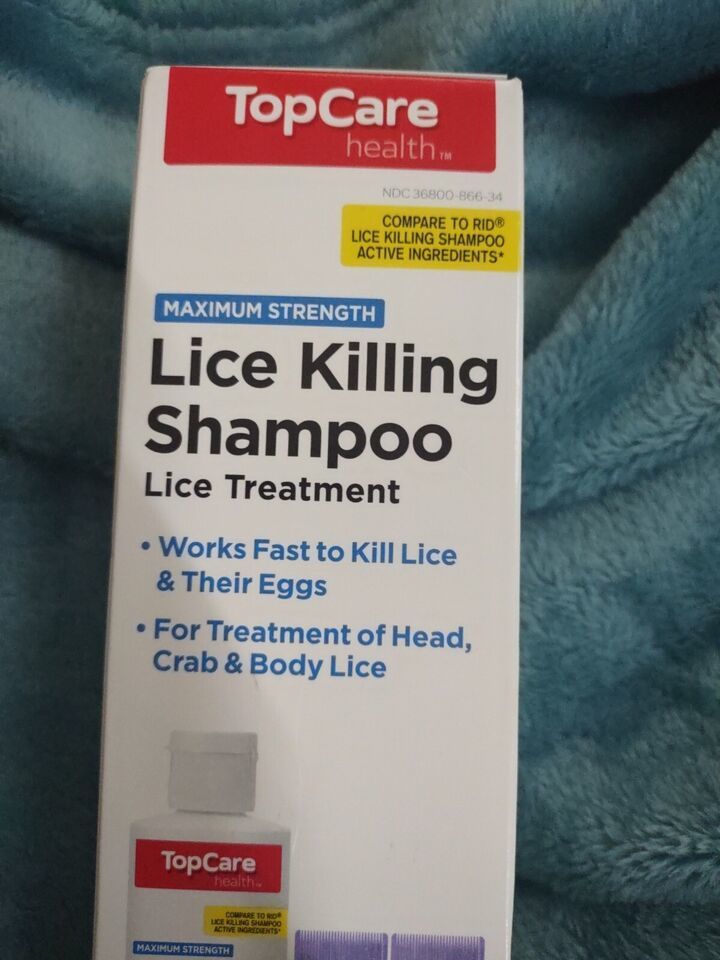 TopCare
health™
NDC 36800-866-34
COMPARE TO RID®
LICE KILLING SHAMPOO
ACTIVE INGREDIENTS*
MAXIMUM STRENGTH
Lice Killing
Shampoo
Lice Treatment
• Works Fast to Kill Lice
& Their Eggs
• For Treatment of Head,
Crab & Body Lice
TopCare
health™
COMPARE TO RID®
LICE KILLING SHAMPOO
ACTIVE INGREDIENTS*
MAXIMUM STRENGTH